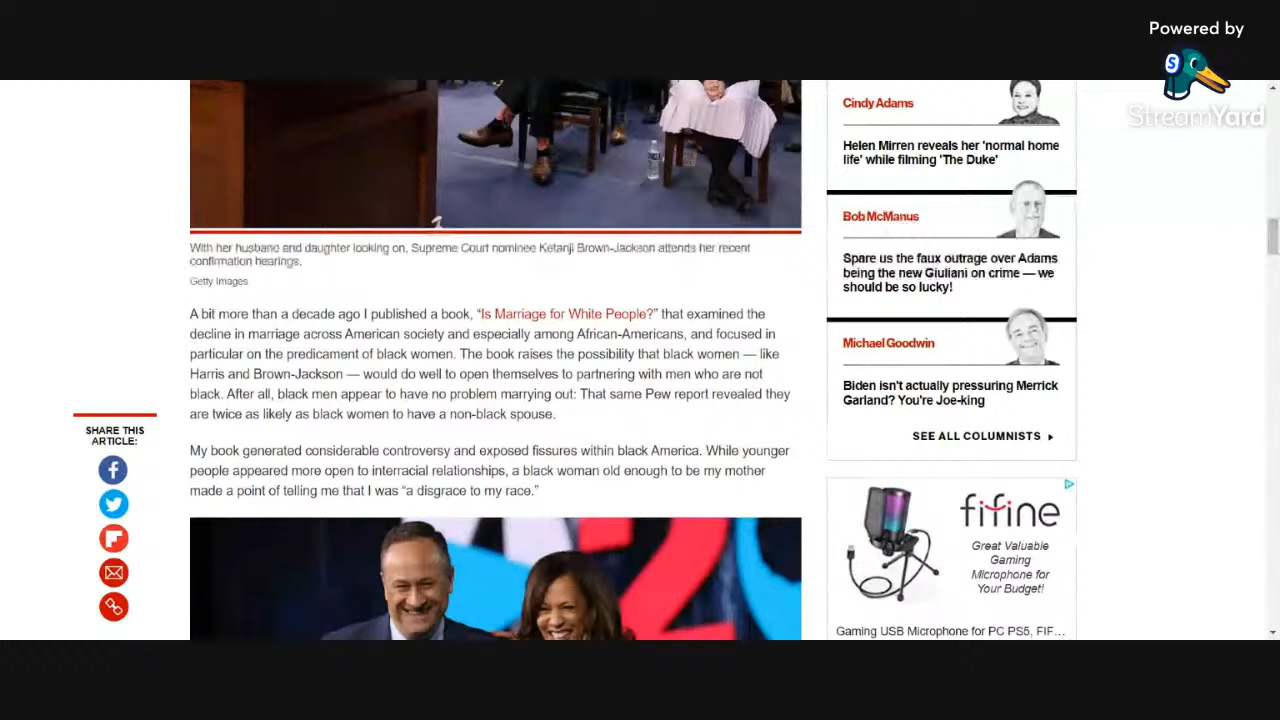 Powered by
S
StreamYard
With her husband and daughter looking on, Supreme Court nominee Ketanji Brown-Jackson attends her recent
confirmation hearings.
Getty Images
A bit more than a decade ago I published a book, “Is Marriage for White People?” that examined the
decline in marriage across American society and especially among African-Americans, and focused in
particular on the predicament of black women. The book raises the possibility that black women — like
Harris and Brown-Jackson — would do well to open themselves to partnering with men who are not
black. After all, black men appear to have no problem marrying out: That same Pew report revealed they
are twice as likely as black women to have a non-black spouse.
My book generated considerable controversy and exposed fissures within black America. While younger
people appeared more open to interracial relationships, a black woman old enough to be my mother
made a point of telling me that I was “a disgrace to my race.”
SHARE THIS
ARTICLE:
Cindy Adams
Helen Mirren reveals her 'normal home
life' while filming 'The Duke'
Bob McManus
Spare us the faux outrage over Adams
being the new Giuliani on crime — we
should be so lucky!
Michael Goodwin
Biden isn't actually pressuring Merrick
Garland? You're Joe-king
SEE ALL COLUMNISTS
fifine
Great Valuable
Gaming
Microphone for
Your Budget!
Gaming USB Microphone for PC PS5, FIF...